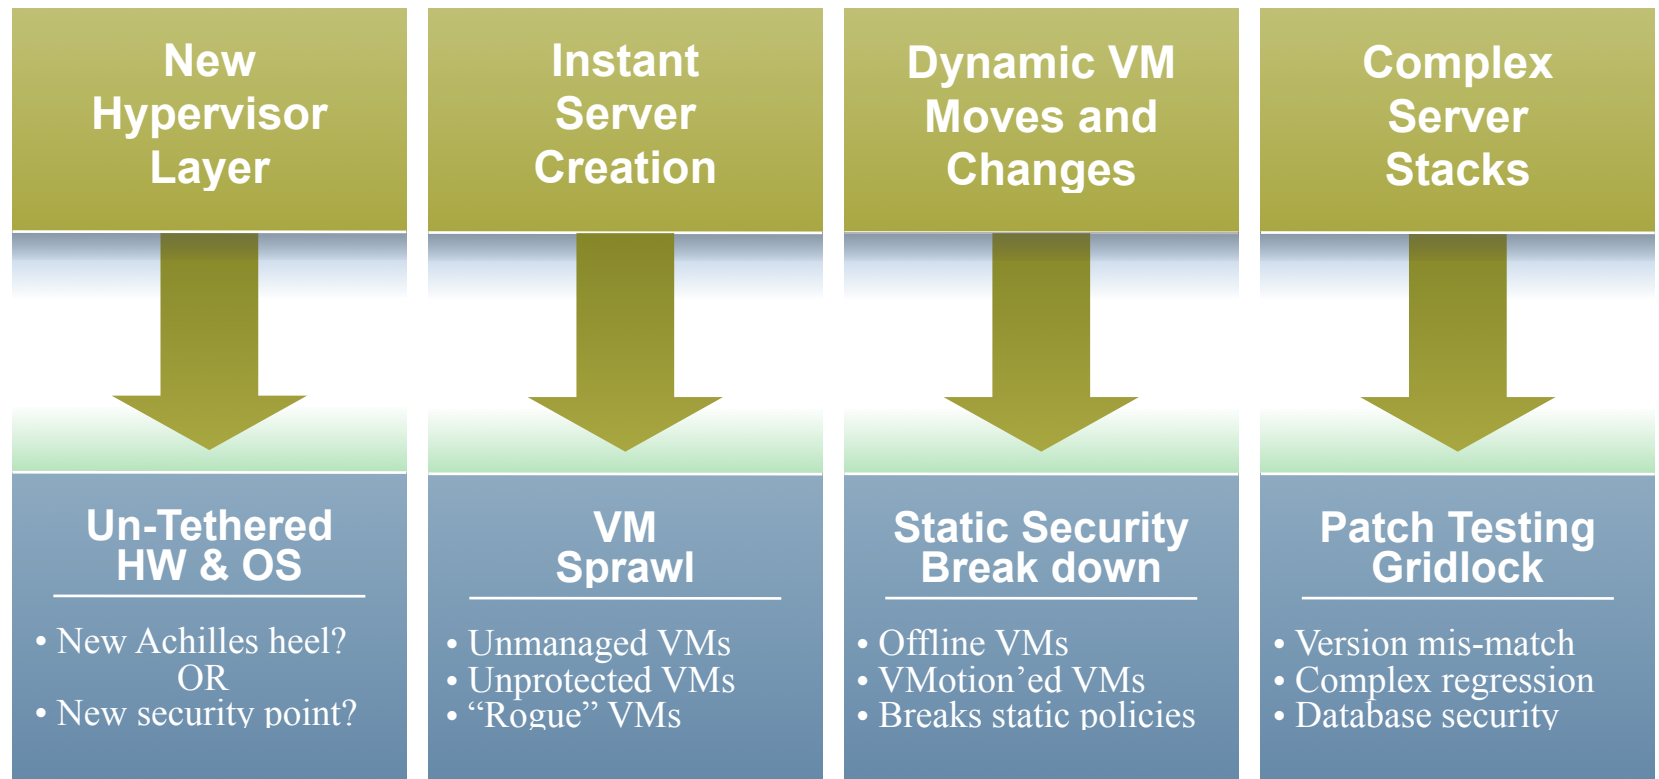 New
Hypervisor
Layer
Un-Tethered
HW & OS
• New Achilles heel?
OR
• New security point?
Instant
Server
Creation
VM
Sprawl
• Unmanaged VMs
• Unprotected VMs
• “Rogue” VMs
Dynamic VM
Moves and
Changes
Static Security
Break down
• Offline VMs
• VMotion’ed VMs
• Breaks static policies
Complex
Server
Stacks
Patch Testing
Gridlock
• Version mis-match
• Complex regression
• Database security